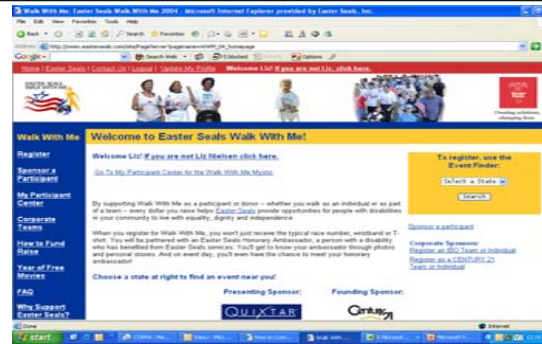 Walk With Me: Easter Seals Walk With Me 2004 - Microsoft Internet Explorer provided by Easter Seals, Inc.
File Edit View Favorites Tools Help
Back Search Favorites
Google Search Web Options
Home | Easter Seals | Contact Us | Logout | Update My Profile Welcome Liz! If you are not Liz, click here.
Walk With Me
Register
Sponsor a
Participant
My Participant
Center
Corporate
Teams
How to Fund
Raise
Year of Free
Movies
FAQ
Why Support
Easter Seals?
Welcome to Easter Seals Walk With Me!
Welcome Liz! If you are not Liz Nielsen click here.
Go To My Participant Center for the Walk With Me Mystic
By supporting Walk With Me as a participant or donor – whether you walk as an individual or as part
of a team – every dollar you raise helps Easter Seals provide opportunities for people with disabilities
in your community to live with equality, dignity and independence.
When you register for Walk With Me, you won't just receive the typical race number, wristband or T-
shirt. You will be partnered with an Easter Seals Honorary Ambassador, a person with a disability
who has benefited from Easter Seals services. You'll get to know your ambassador through photos
and personal stories. And on event day, you'll even have the chance to meet your honorary
ambassador!
Choose a state at right to find an event near you!
Presenting Sponsor: Founding Sponsor:
QUIXTAR Century 21
To register, use the
Event Finder:
Select a State
Search
Sponsor a participant
Corporate Sponsors:
Register an IBO Team or Individual
Register as a CENTURY 21
Team or Individual
Done Internet
start